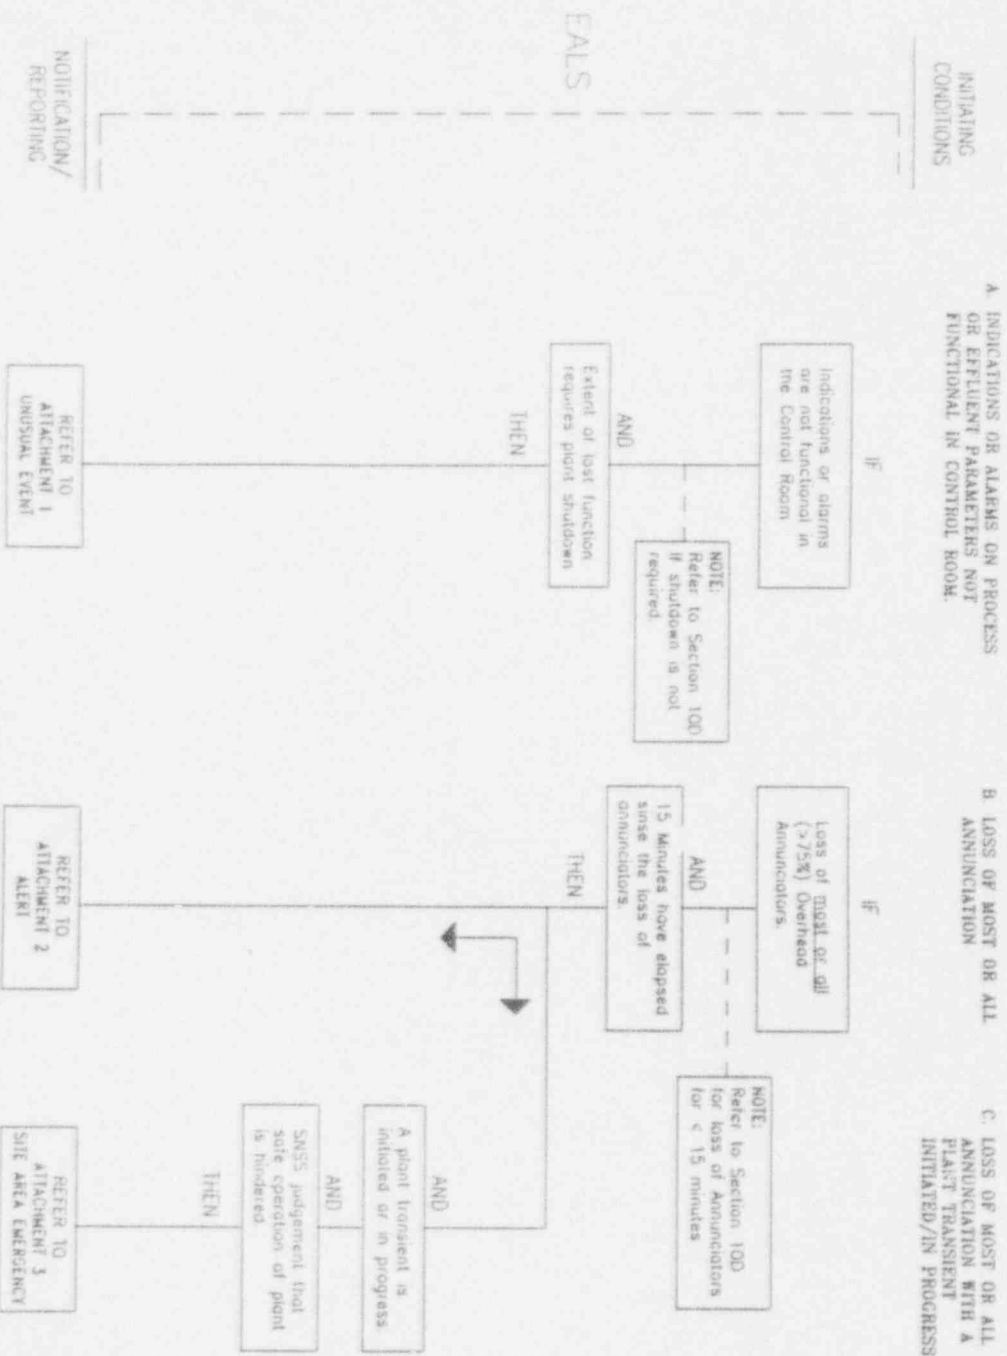 INITIATING
CONDITIONS
EALS
NOTIFICATION/
REPORTING
A. INDICATIONS OR ALARMS ON PROCESS
OR EFFLUENT PARAMETERS NOT
FUNCTIONAL IN CONTROL ROOM.
IF
Indications or alarms
are not functional in
the Control Room
NOTE:
Refer to Section 10D
if shutdown is not
required.
AND
Extent of lost function
requires plant shutdown
THEN
REFER TO
ATTACHMENT 1
UNUSUAL EVENT
B LOSS OF MOST OR ALL
ANNUNCIATION
IF
Loss of most or all
(>75%) Overhead
Annunciators.
NOTE:
Refer to Section 10D
for loss of Annunciators
for < 15 minutes
AND
15 Minutes have elapsed
sinse the loss of
annunciators.
THEN
REFER TO
ATTACHMENT 2
ALERT
C. LOSS OF MOST OR ALL
ANNUNCIATION WITH A
PLANT TRANSIENT
INITIATED/IN PROGRESS
AND
A plant transient is
initiated or in progress.
AND
SNSS judgement that
safe operation of plant
is hindered
THEN
REFER TO
ATTACHMENT 3
SITE AREA EMERGENCY